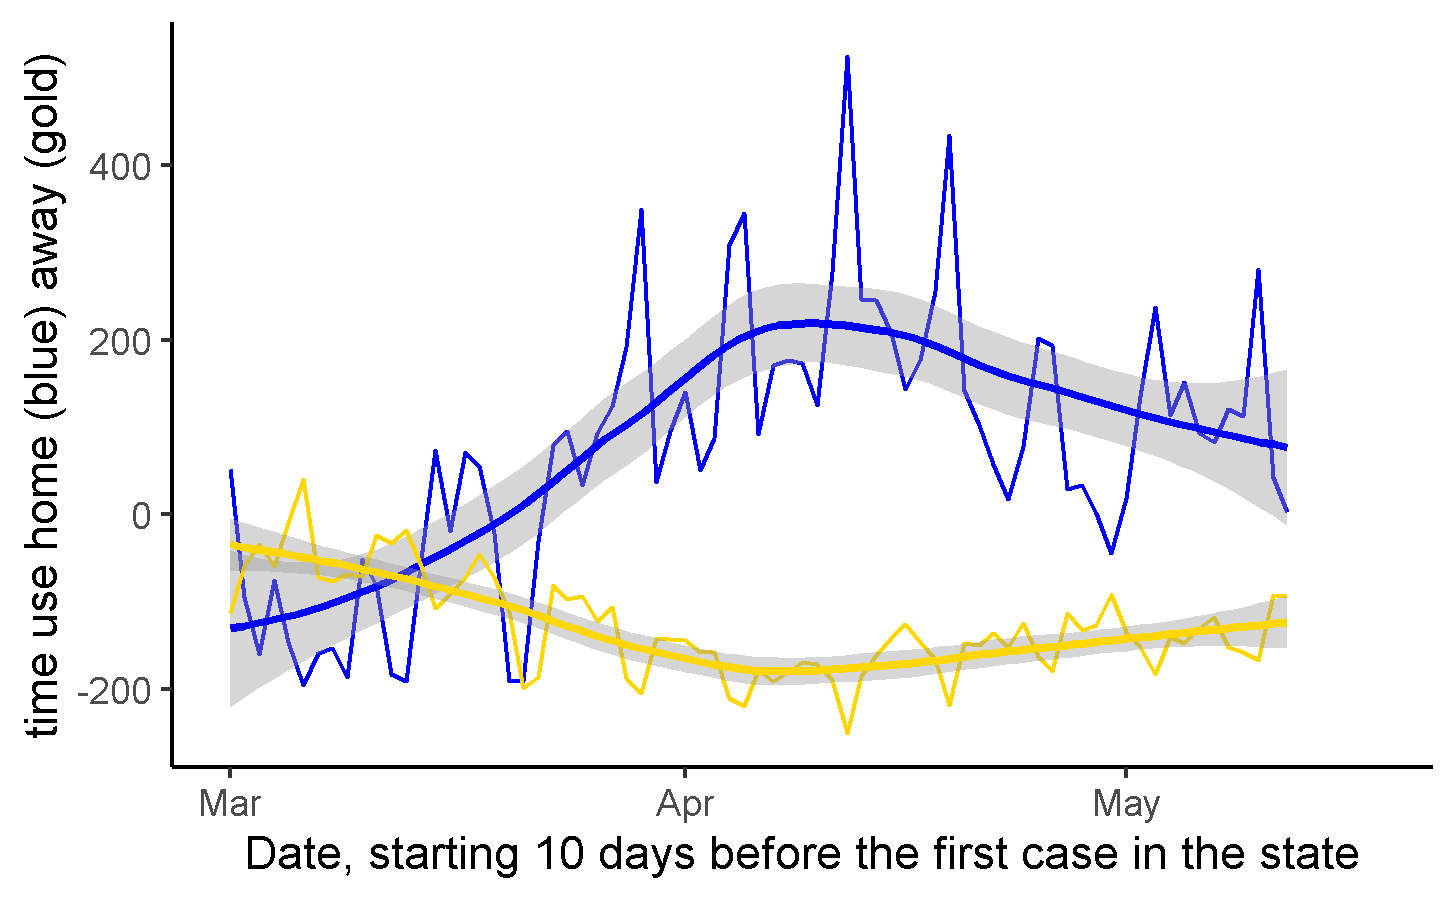 time use home (blue) away (gold)
400
200
0
-200
Mar
Apr
May
Date, starting 10 days before the first case in the state